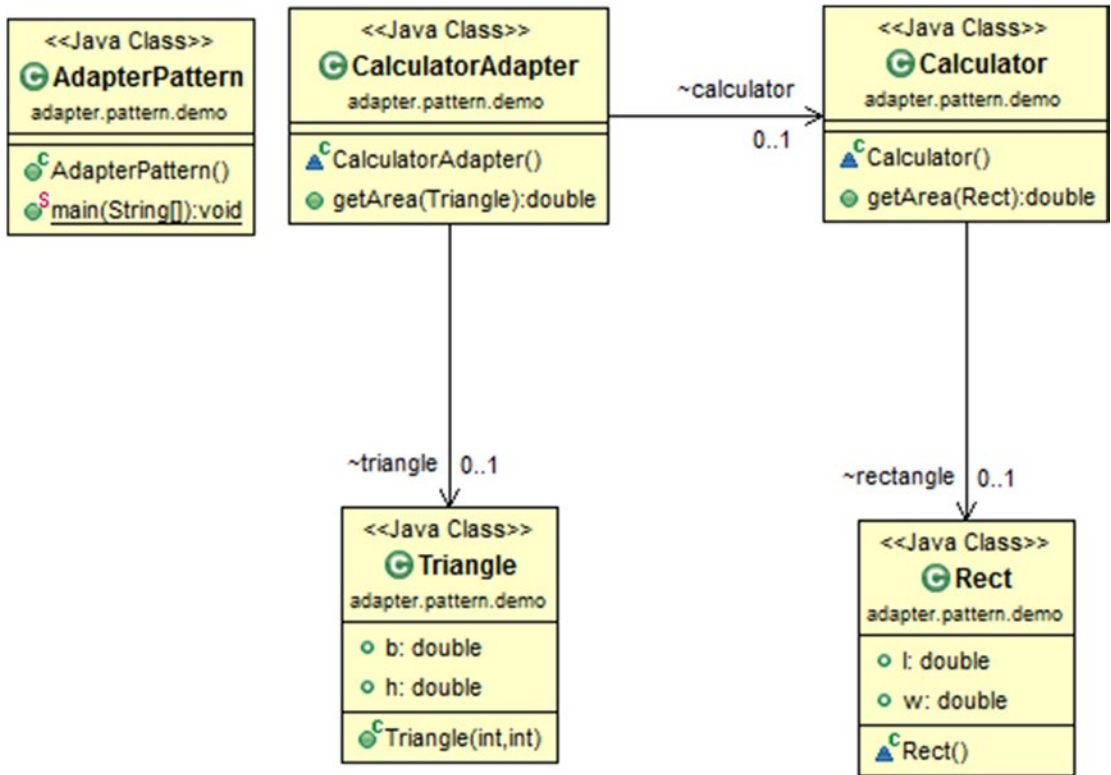 <<Java Class>>
AdapterPattern
adapter.pattern.demo
AdapterPattern()
main(String[]):void
<<Java Class>>
CalculatorAdapter
adapter.pattern.demo
CalculatorAdapter()
getArea(Triangle):double
~calculator
0..1
<<Java Class>>
Calculator
adapter.pattern.demo
Calculator()
getArea(Rect):double
~triangle 0..1
<<Java Class>>
Triangle
adapter.pattern.demo
b: double
h: double
Triangle(int,int)
~rectangle 0..1
<<Java Class>>
Rect
adapter.pattern.demo
l: double
w: double
Rect()